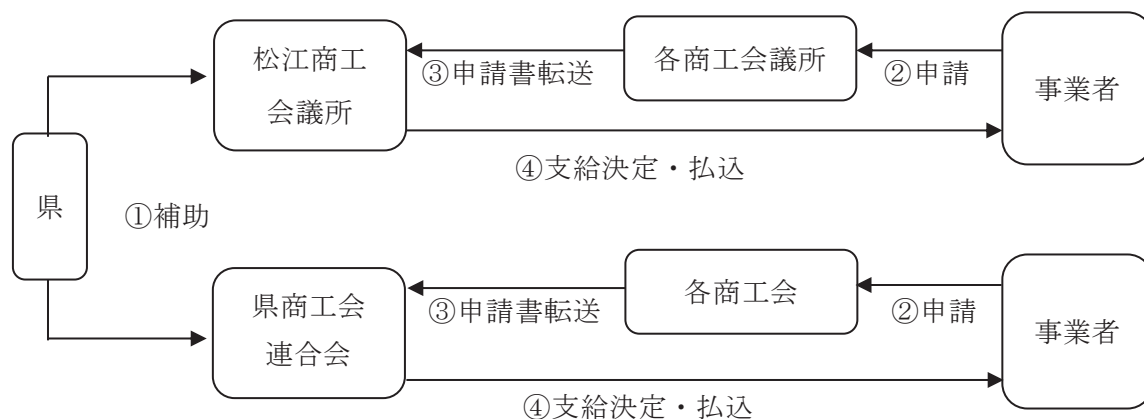 松江商工
会議所
③申請書転送
各商工会議所
②申請
事業者
④支給決定・払込
県
①補助
県商工会
連合会
③申請書転送
各商工会
②申請
事業者
④支給決定・払込